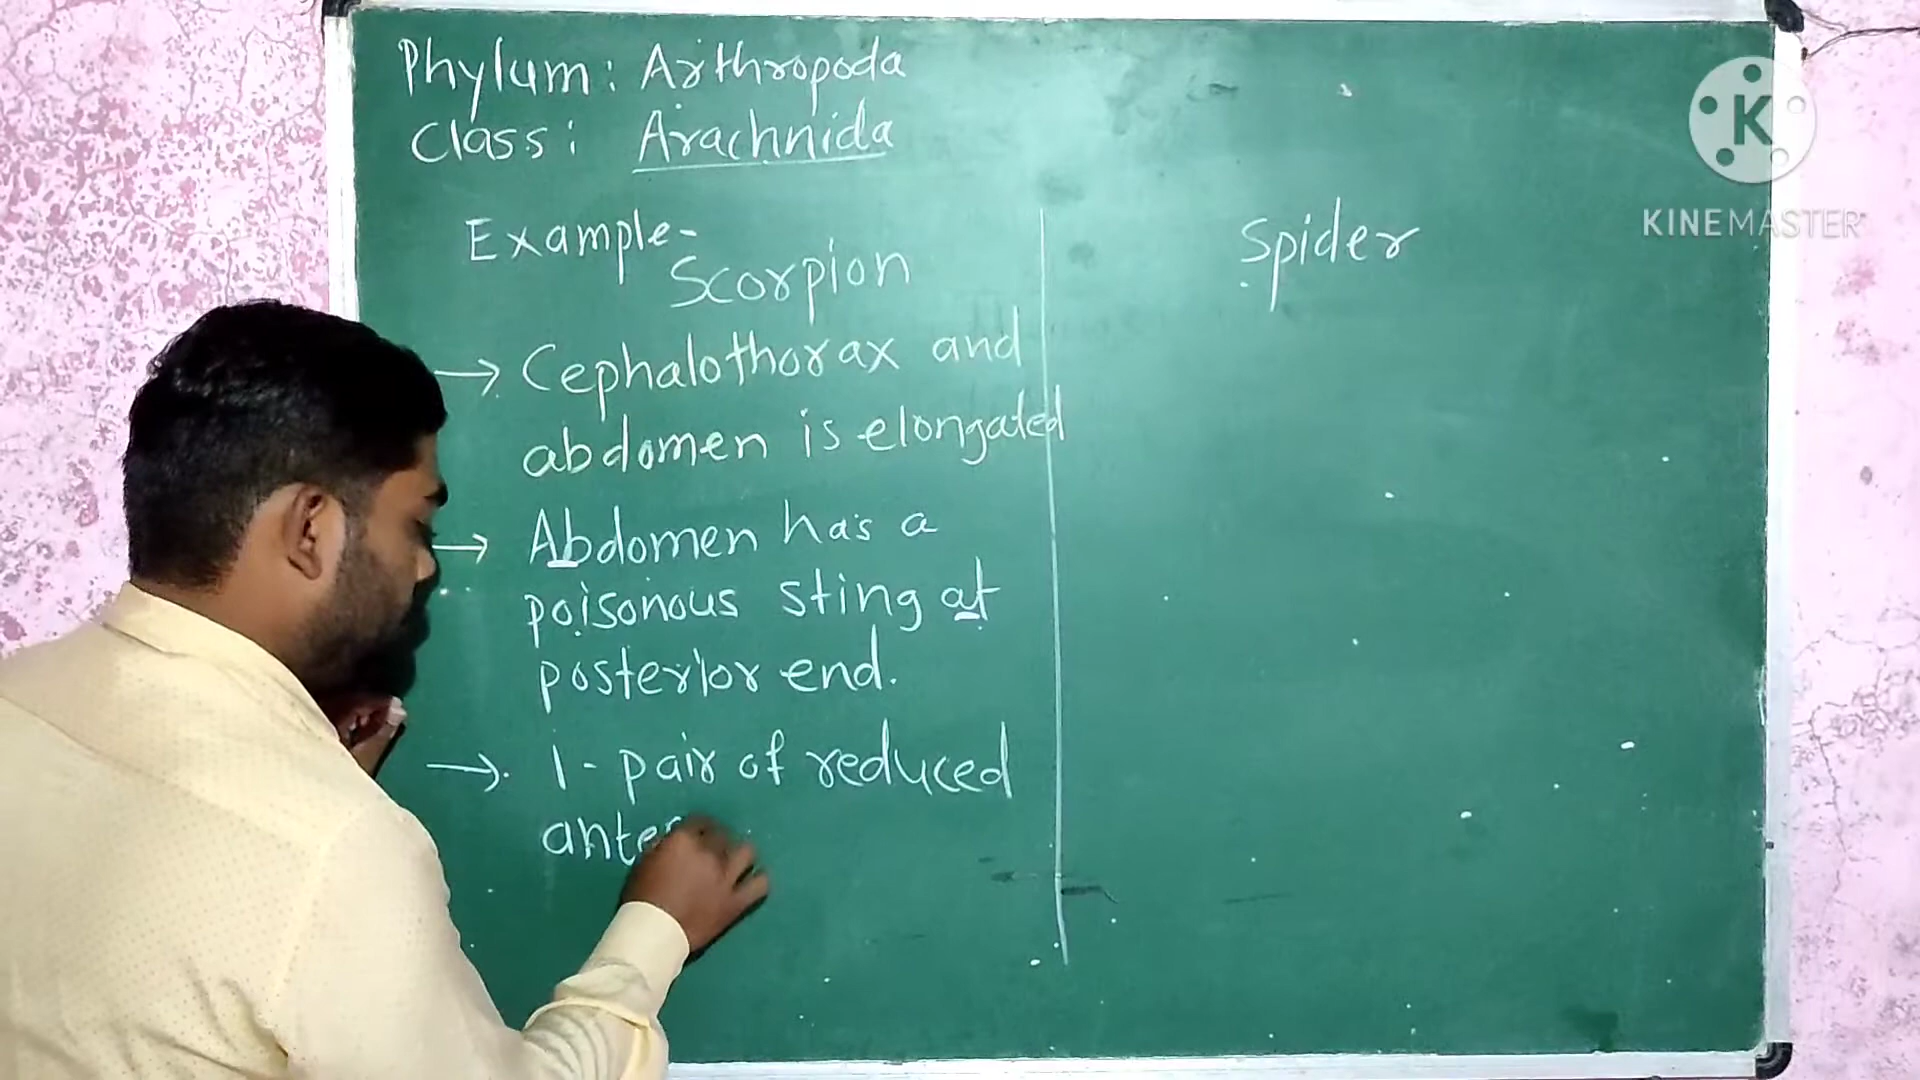 Phylum: Arthropoda
Class: Arachnida
Example-
Scorpion
→ Cephalothorax and
abdomen is elongated
→ Abdomen has a
poisonous sting at
posterior end.
→ 1- pair of reduced
Spider
K
KINEMASTER